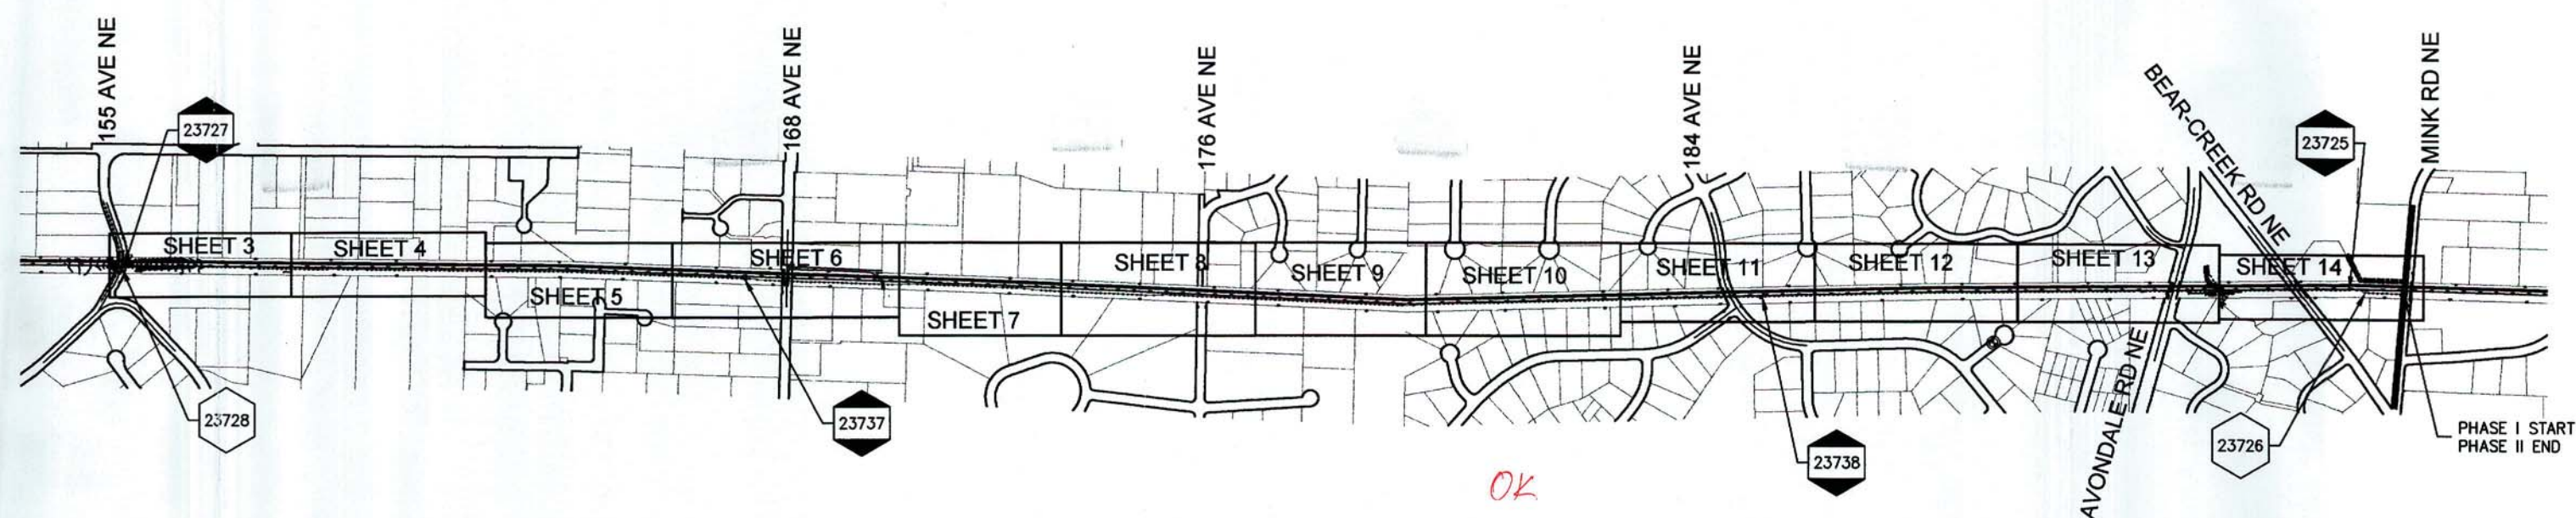 155 AVE NE
168 AVE NE
176 AVE NE
184 AVE NE
BEAR-CREEK RD NE
MINK RD NE
23727
23725
SHEET 3
SHEET 4
SHEET 5
SHEET 6
SHEET 7
SHEET 8
SHEET 9
SHEET 10
SHEET 11
SHEET 12
SHEET 13
SHEET 14
23728
23737
23738
23726
AVONDALE RD NE
PHASE I START
PHASE II END
OK